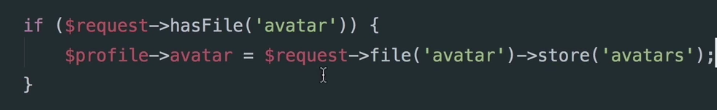 if ($request->hasFile('avatar')) {
    $profile->avatar = $request->file('avatar')->store('avatars');
}